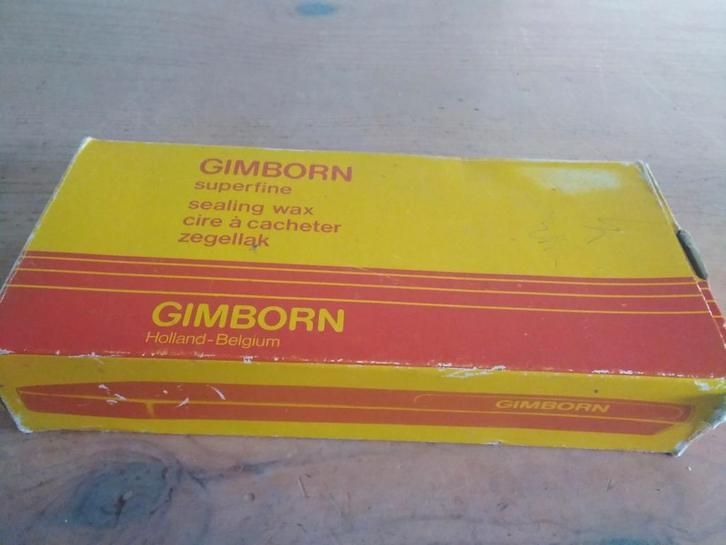 GIMBORN
superfine
sealing wax
cire à cacheter
zegellak
GIMBORN
Holland-Belgium
GIMBORN